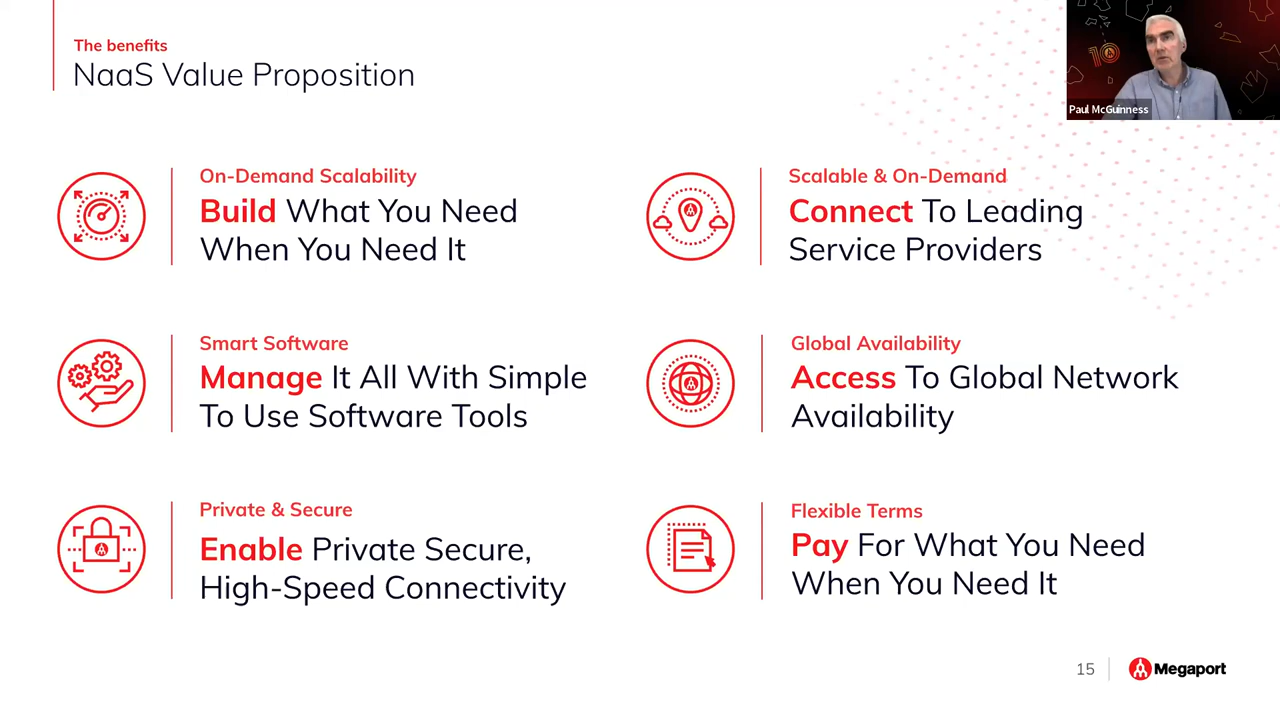 The benefits
NaaS Value Proposition
10
Paul McGuinness
On-Demand Scalability
Build What You Need
When You Need It
Scalable & On-Demand
Connect To Leading
Service Providers
Smart Software
Manage It All With Simple
To Use Software Tools
Global Availability
Access To Global Network
Availability
Private & Secure
Enable Private Secure,
High-Speed Connectivity
Flexible Terms
Pay For What You Need
When You Need It
15
Megaport